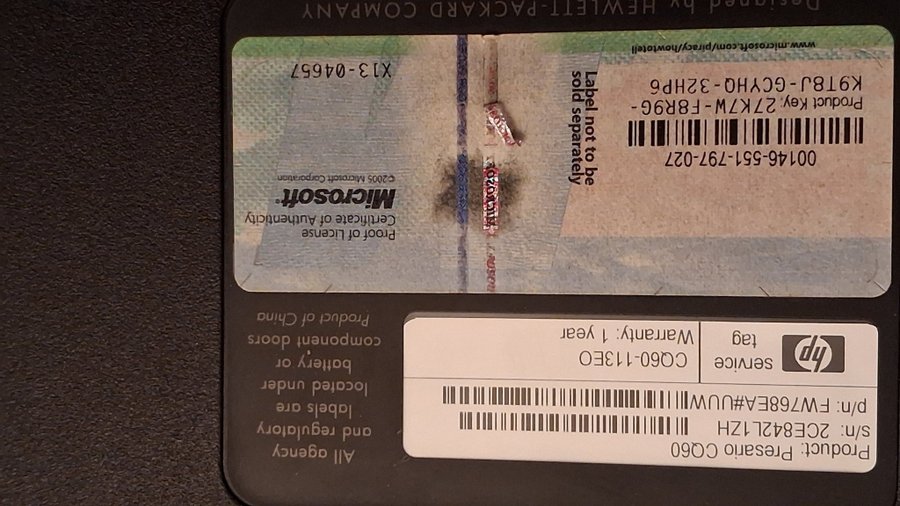 Product: Presario CQ60
s/n: 2CE842L1ZH
p/n: FW768EA#UUW
hp
service
tag
CQ60-113EO
Warranty: 1 year
All agency
and regulatory
labels are
located under
battery or
component doors
Product of China
00146-551-797-027
Product Key: 27K7W-F8R9G-
K9T8J-GCYHQ-32HP6
www.microsoft.com/piracy/howtotell
Label not to be
sold separately
Proof of License
Certificate of Authenticity
Microsoft®
©2005 Microsoft Corporation
X13-04657
Designed by HEWLETT-PACKARD COMPANY